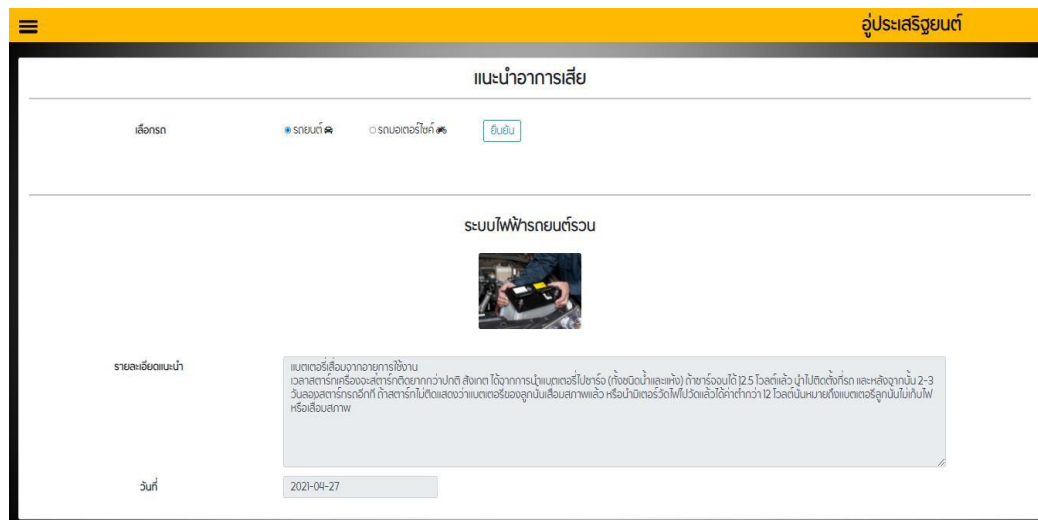 อู่ประเสริฐยนต์
แนะนำอาการเสีย
เลือกรถ รถยนต์ รถมอเตอร์ไซค์ ยืนยัน
ระบบไฟฟ้ารถยนต์รวน
รายละเอียดแนะนำ
แบตเตอรี่เสื่อมจากอายุการใช้งาน
เวลาสตาร์ทเครื่องจะสตาร์ทติดยากกว่าปกติ สังเกต ได้จากการนำแบตเตอรี่ไปชาร์จ (ทั้งชนิดน้ำและแห้ง) ถ้าชาร์จจนได้ 12.5 โวลต์แล้ว นำไปติดตั้งที่รถ และหลังจากนั้น 2-3
วันลองสตาร์ทรถอีกที ถ้าสตาร์ทไม่ติดแสดงว่าแบตเตอรี่ของลูกนั้นเสื่อมสภาพแล้ว หรือนำมิเตอร์วัดไฟไปวัดแล้วได้ค่าต่ำกว่า 12 โวลต์นั้นหมายถึงแบตเตอรี่ลูกนั้นไม่เก็บไฟ
หรือเสื่อมสภาพ
วันที่ 2021-04-27